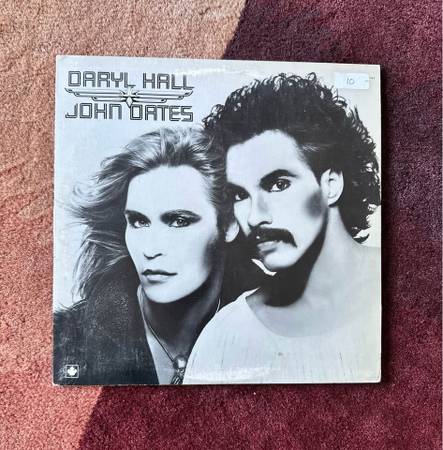 DARYL HALL
JOHN OATES
10